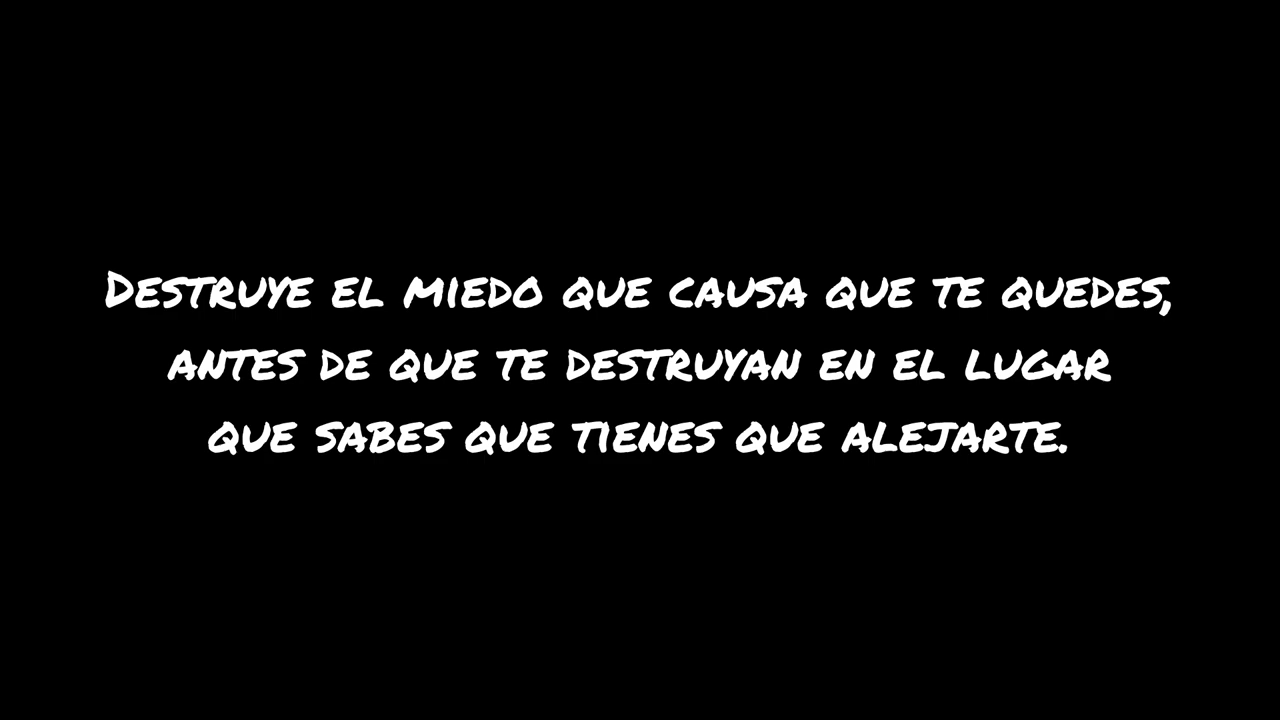 Destruye el miedo que causa que te quedes,
antes de que te destruyan en el lugar
que sabes que tienes que alejarte.